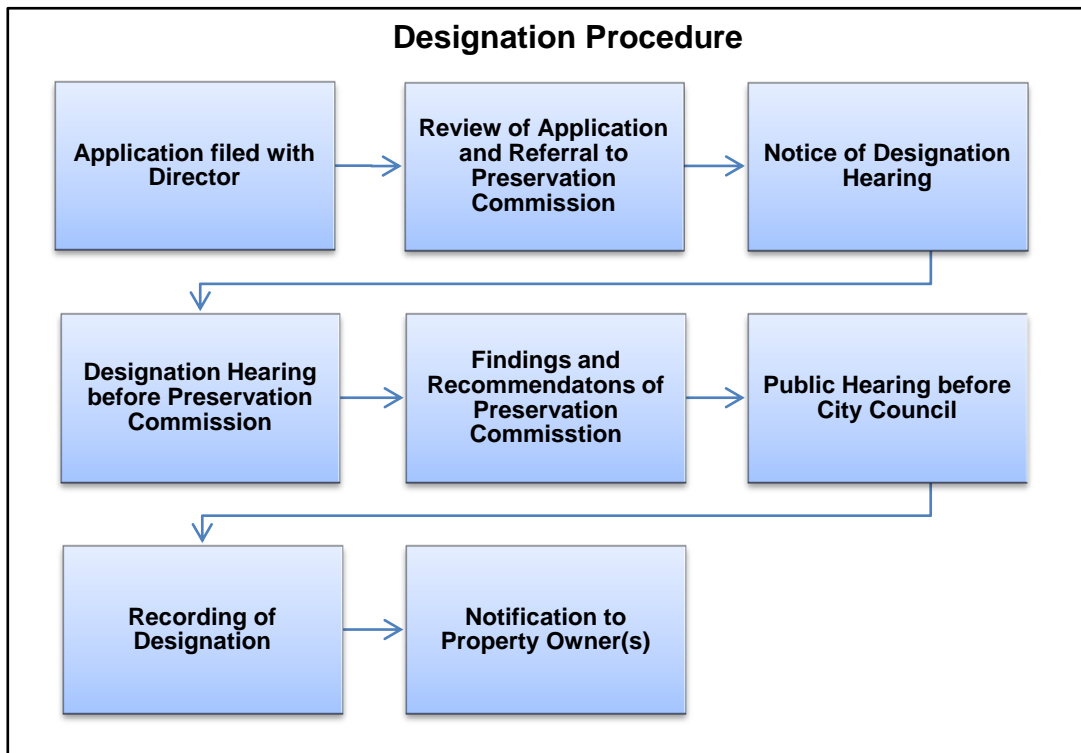 Designation Procedure
Application filed with
Director
Review of Application
and Referral to
Preservation
Commission
Notice of Designation
Hearing
Designation Hearing
before Preservation
Commission
Findings and
Recommendatons of
Preservation
Commisstion
Public Hearing before
City Council
Recording of
Designation
Notification to
Property Owner(s)